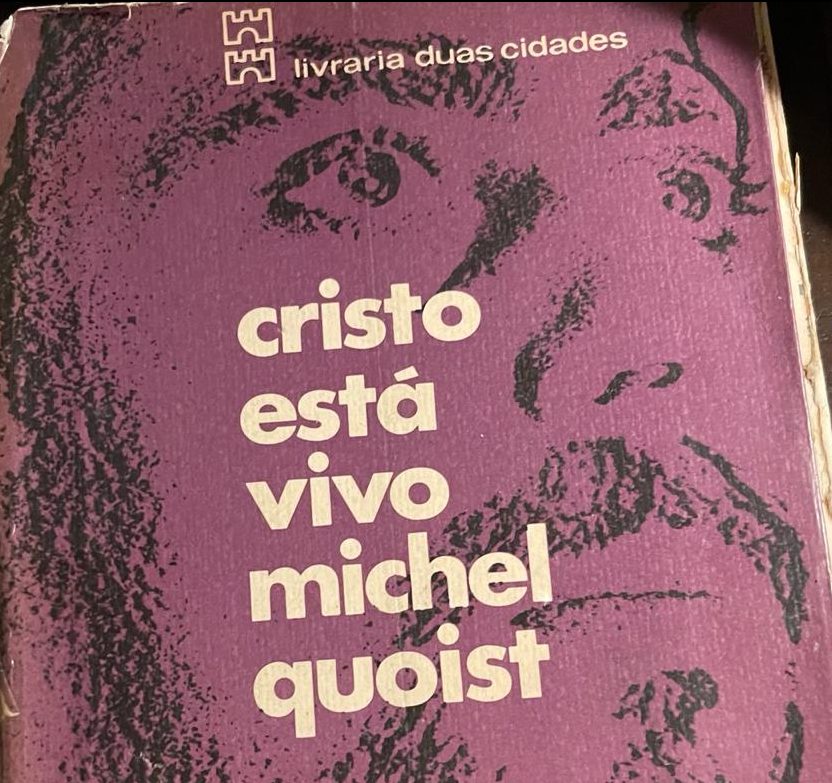 livraria duas cidades
cristo
está
vivo
michel
quoist